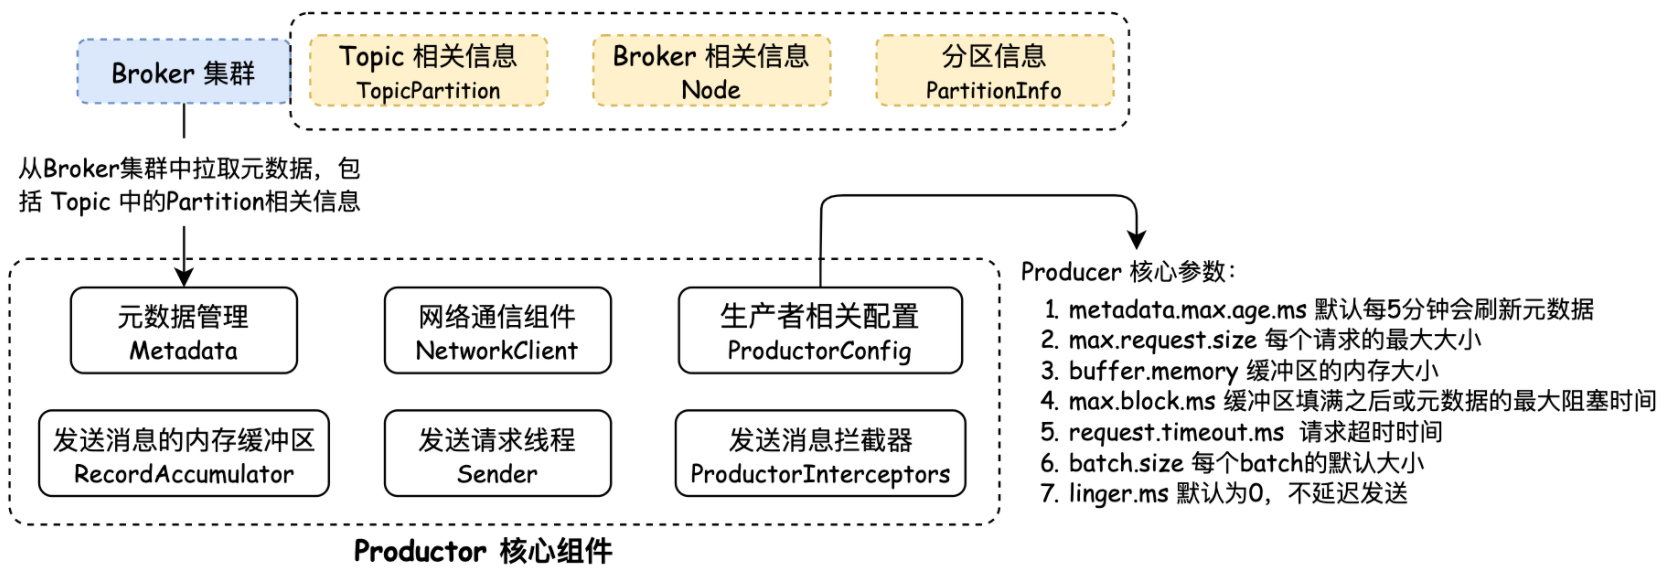 Broker 集群
Topic 相关信息
TopicPartition
Broker 相关信息
Node
分区信息
PartitionInfo
从Broker集群中拉取元数据，包
括 Topic 中的Partition相关信息
元数据管理
Metadata
网络通信组件
NetworkClient
生产者相关配置
ProductorConfig
发送消息的内存缓冲区
RecordAccumulator
发送请求线程
Sender
发送消息拦截器
ProductorInterceptors
Productor 核心组件
Producer 核心参数：
1. metadata.max.age.ms 默认每5分钟会刷新元数据
2. max.request.size 每个请求的最大大小
3. buffer.memory 缓冲区的内存大小
4. max.block.ms 缓冲区填满之后或元数据的最大阻塞时间
5. request.timeout.ms 请求超时时间
6. batch.size 每个batch的默认大小
7. linger.ms 默认为0，不延迟发送